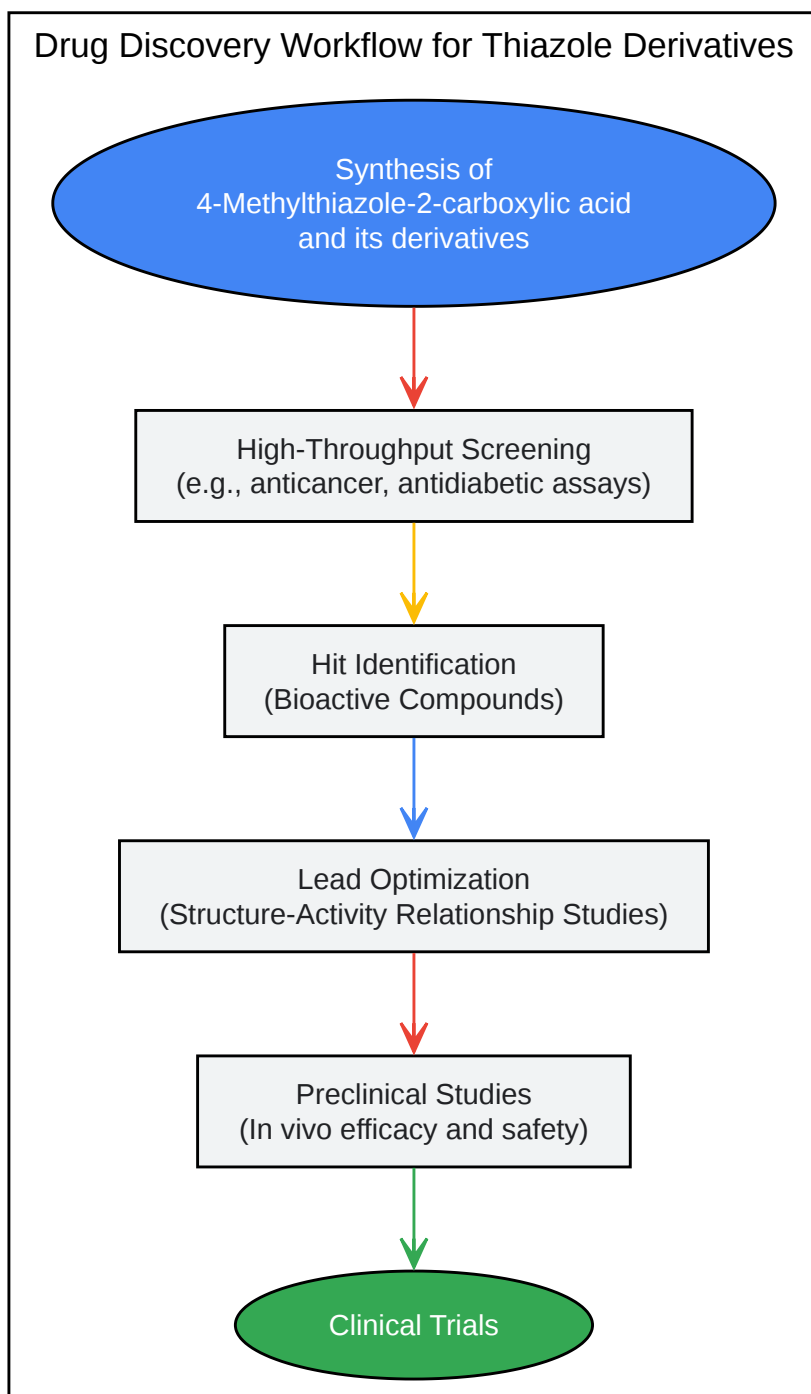 Drug Discovery Workflow for Thiazole Derivatives
Synthesis of
4-Methylthiazole-2-carboxylic acid
and its derivatives
High-Throughput Screening
(e.g., anticancer, antidiabetic assays)
Hit Identification
(Bioactive Compounds)
Lead Optimization
(Structure-Activity Relationship Studies)
Preclinical Studies
(In vivo efficacy and safety)
Clinical Trials